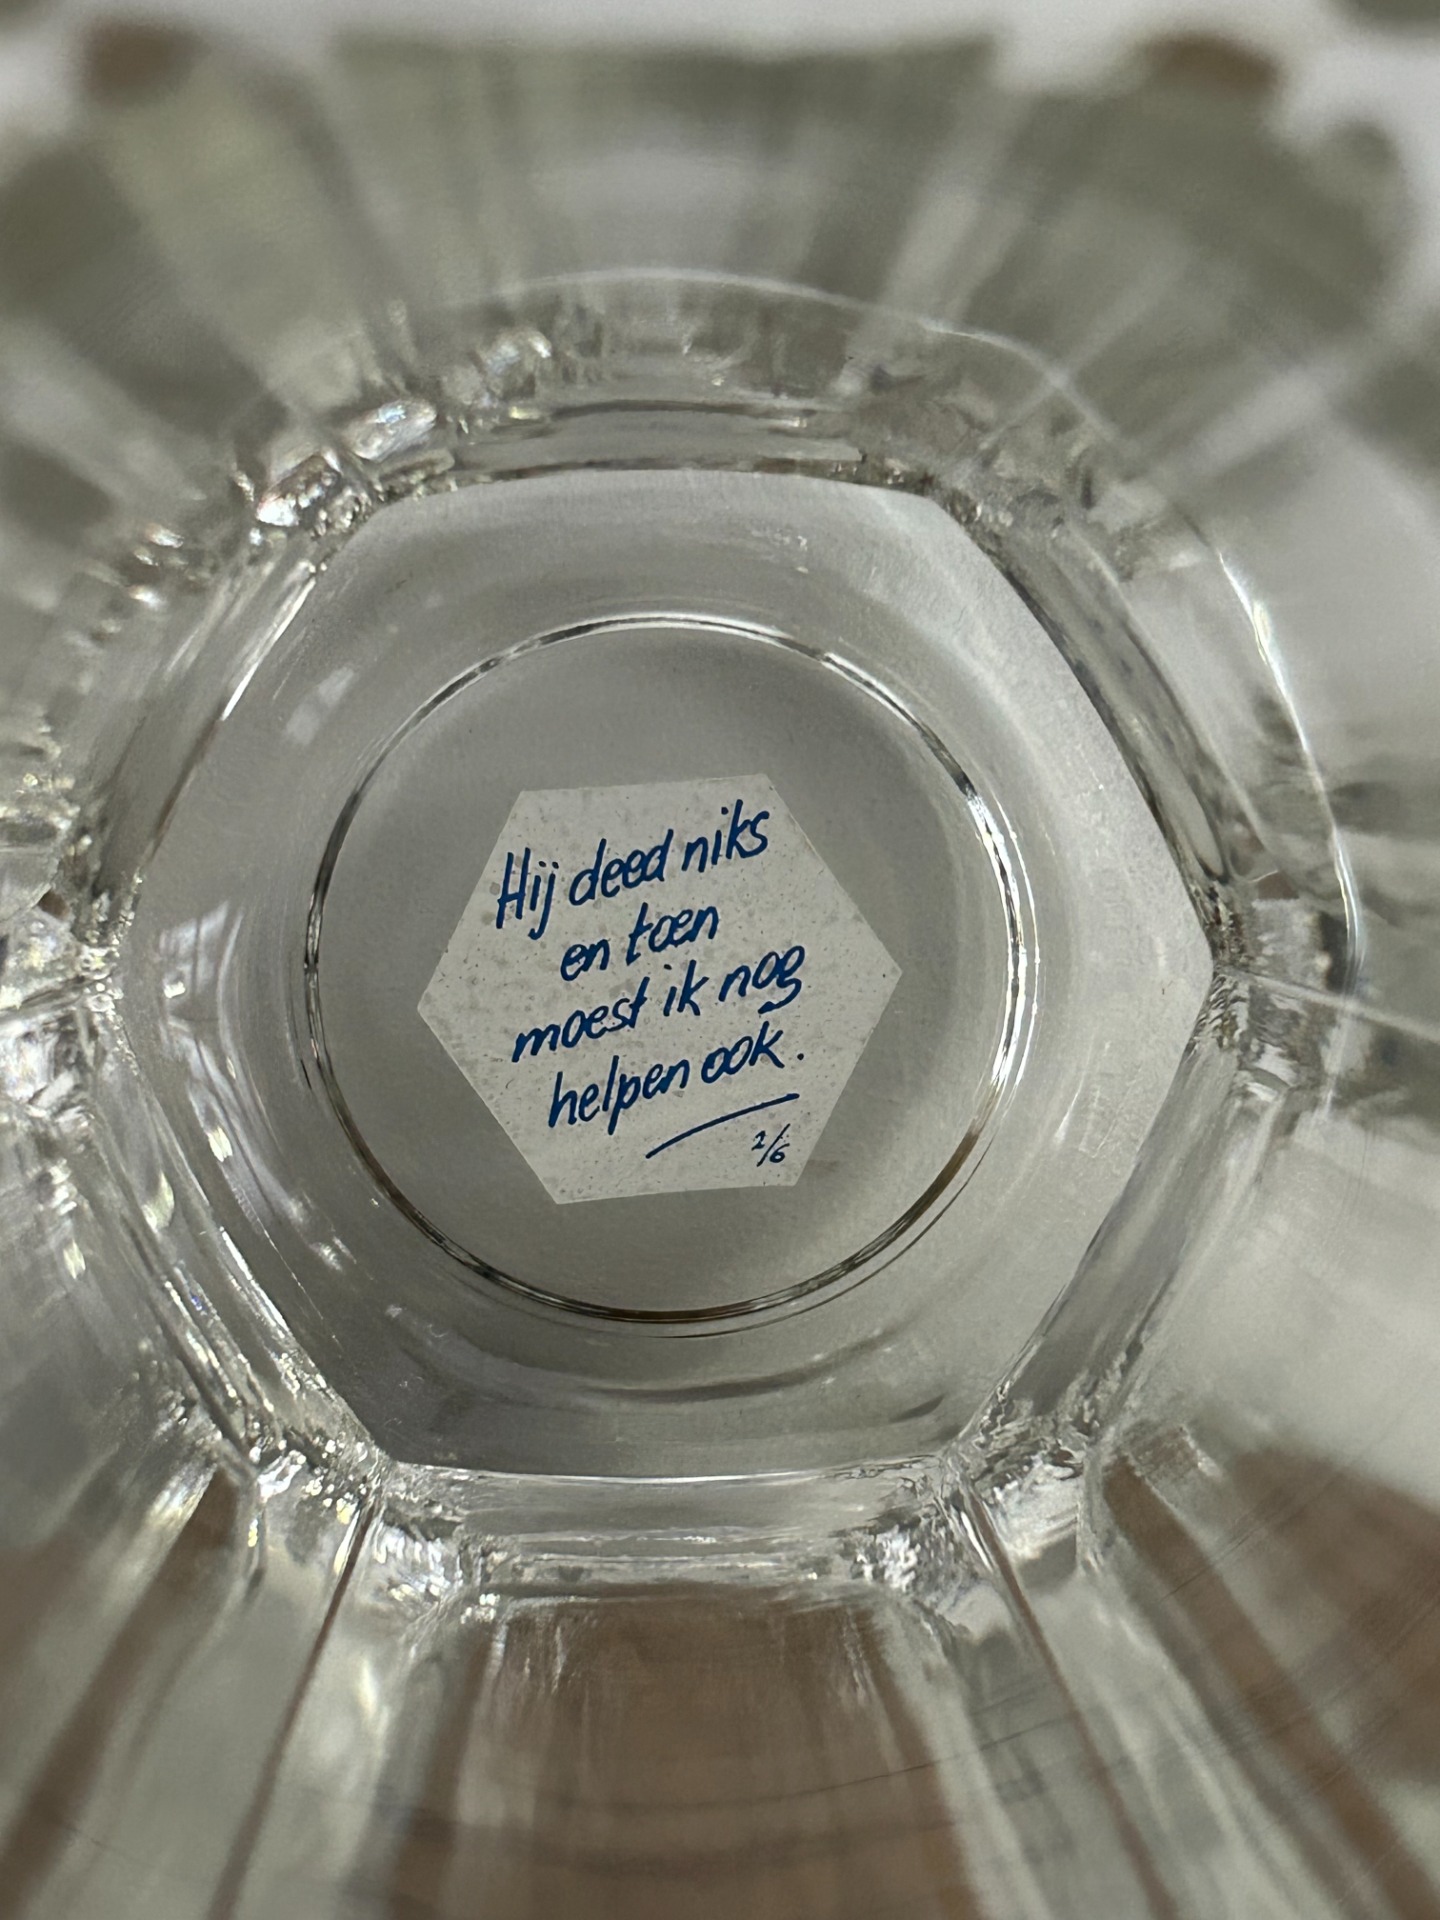 Hij deed niks
en toen
moest ik nog
helpen ook.
2/6